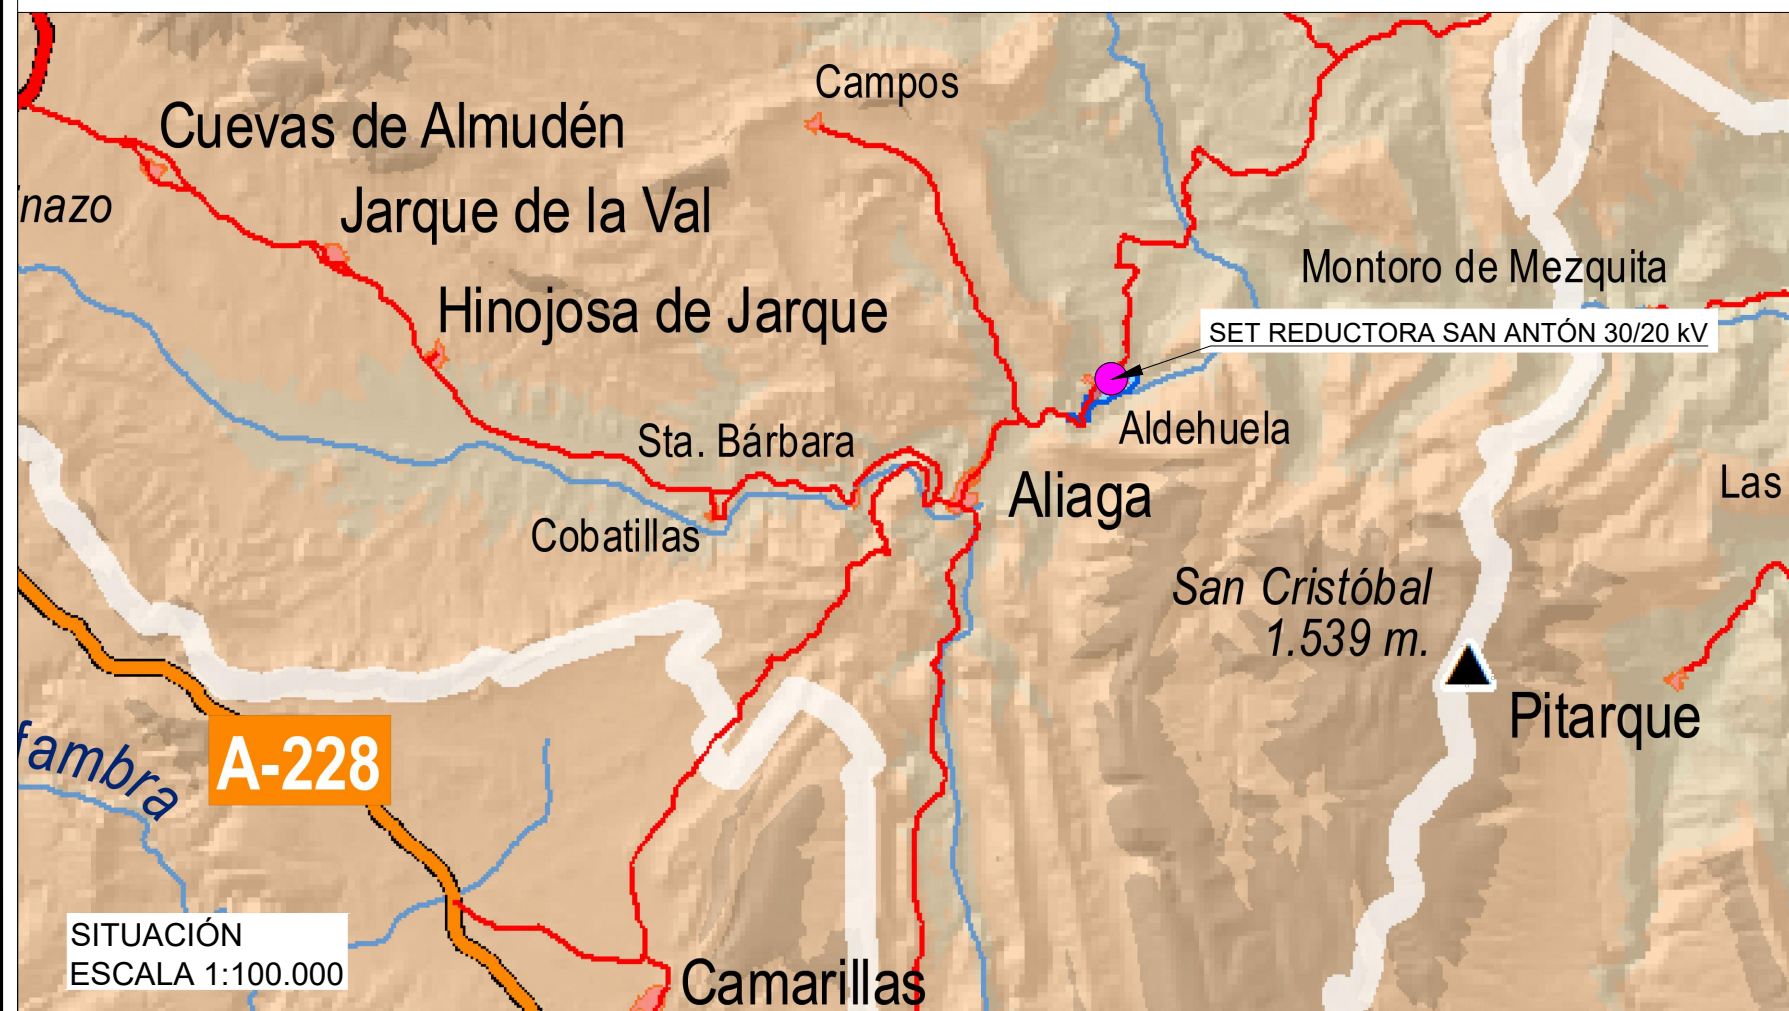 Campos
Cuevas de Almudén
nazo
Jarque de la Val
Montoro de Mezquita
Hinojosa de Jarque
SET REDUCTORA SAN ANTÓN 30/20 kV
Aldehuela
Sta. Bárbara
Las
Aliaga
Cobatillas
San Cristóbal
1.539 m.
Pitarque
fambra
A-228
SITUACIÓN
ESCALA 1:100.000
Camarillas